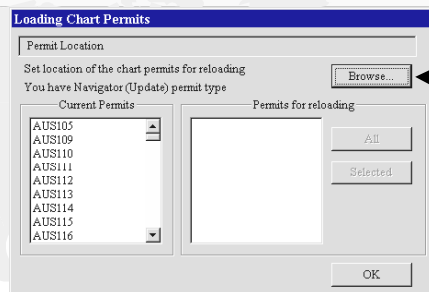 Loading Chart Permits
Permit Location
Set location of the chart permits for reloading
Browse...
You have Navigator (Update) permit type
Current Permits
Permits for reloading
AUS105
AUS109
AUS110
AUS111
AUS112
AUS113
AUS114
AUS115
AUS116
All
Selected
OK